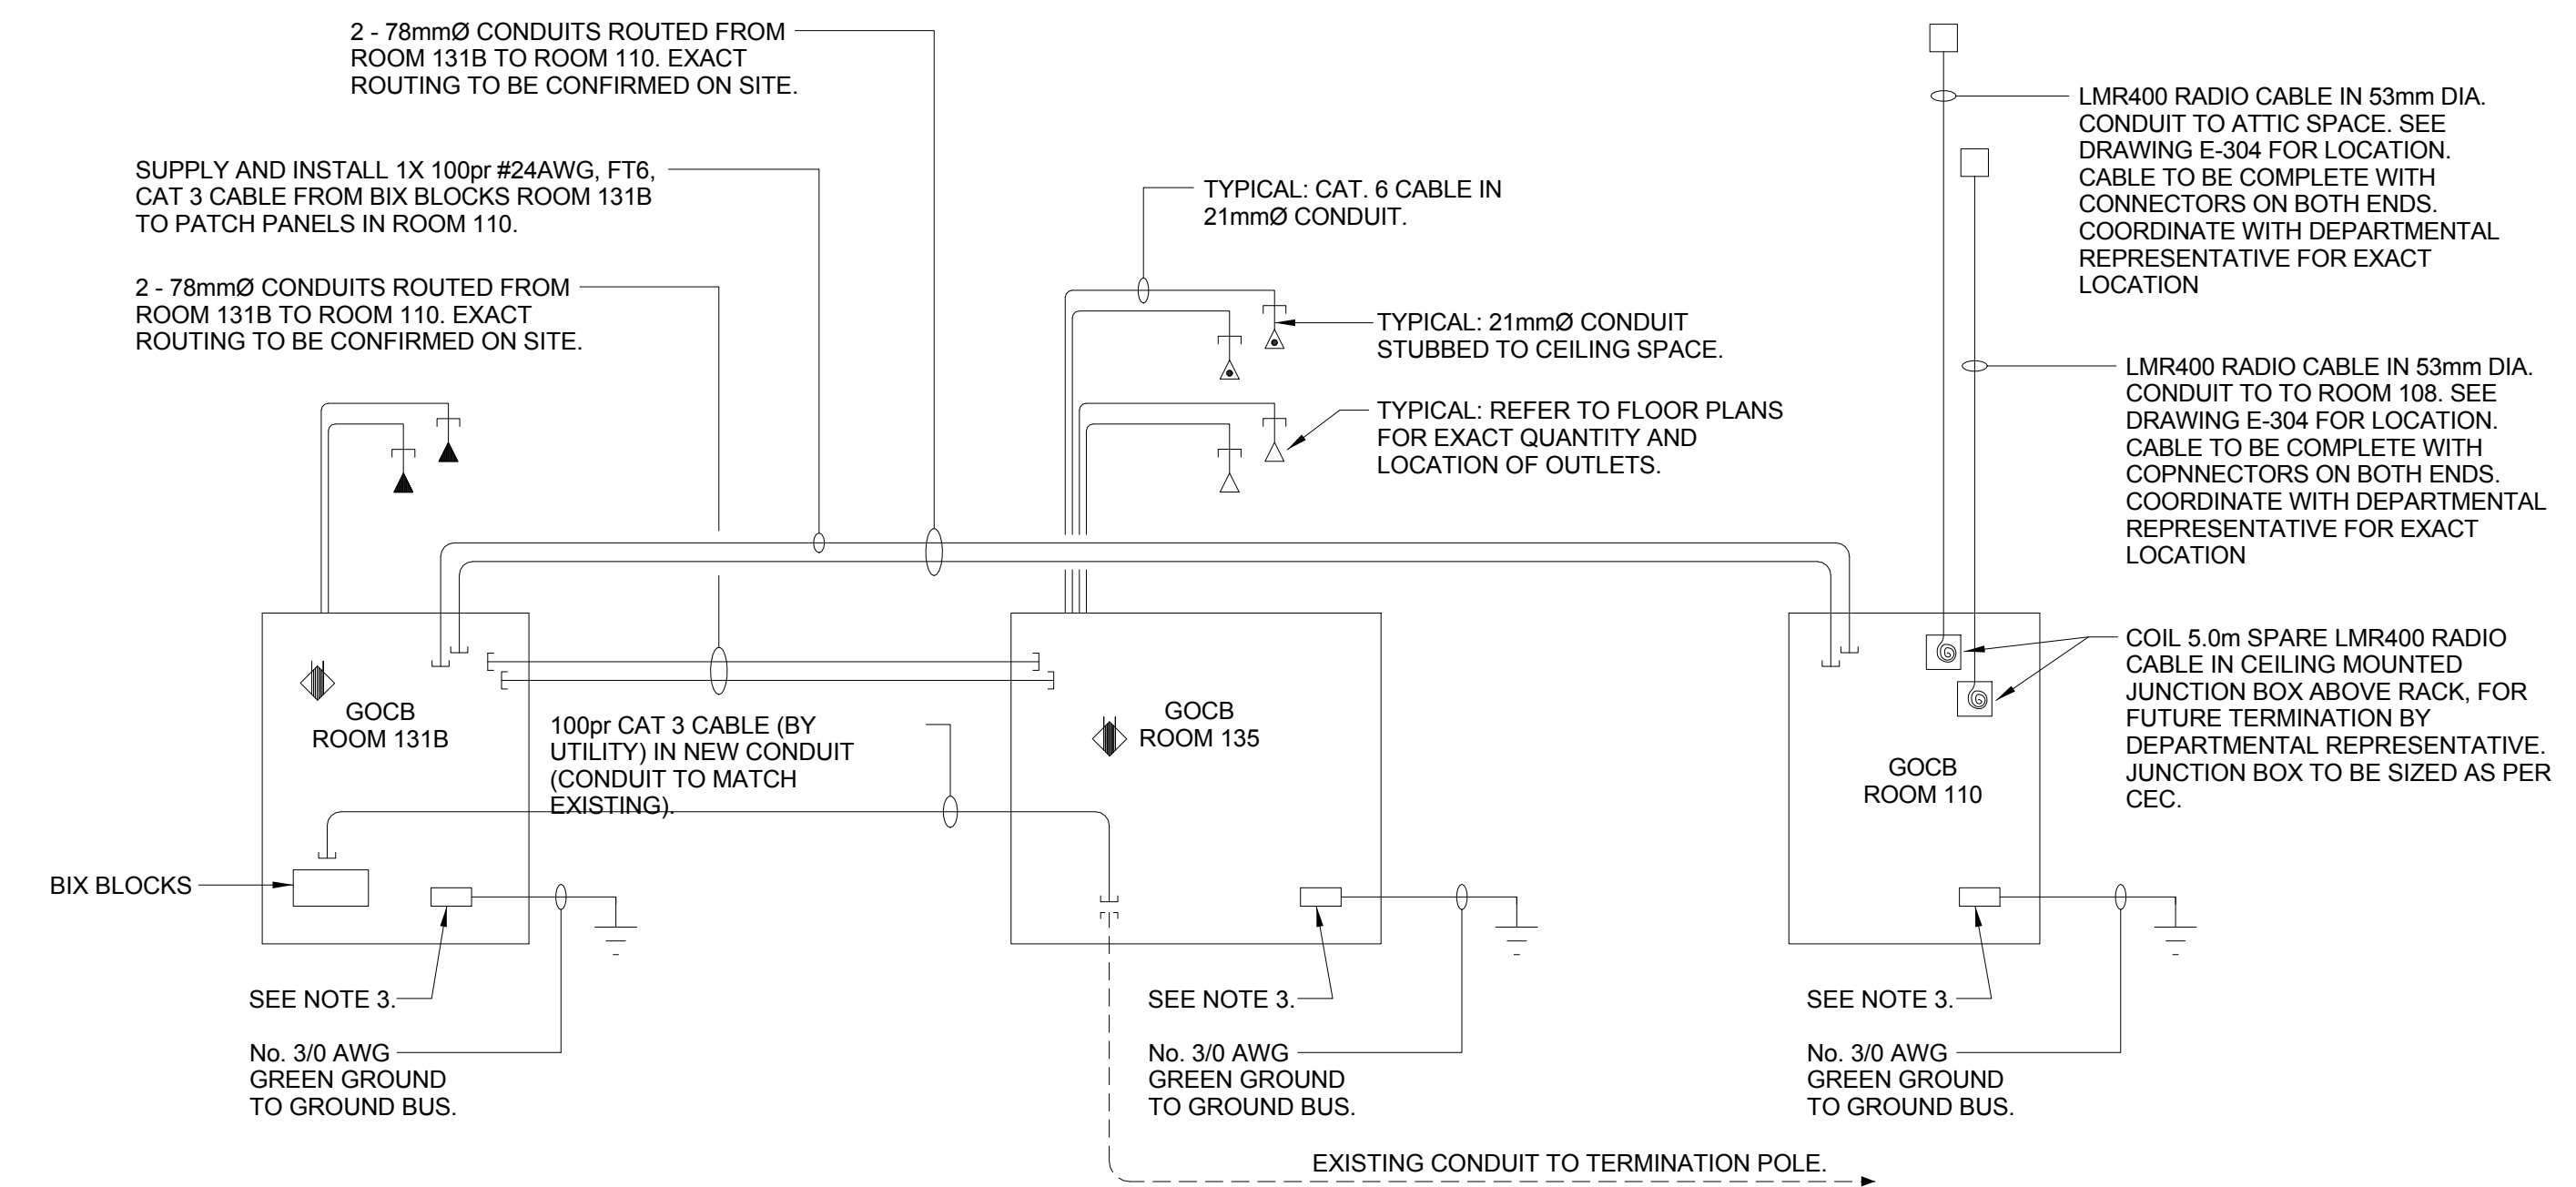 2 - 78mmØ CONDUITS ROUTED FROM
ROOM 131B TO ROOM 110. EXACT
ROUTING TO BE CONFIRMED ON SITE.
SUPPLY AND INSTALL 1X 100pr #24AWG, FT6,
CAT 3 CABLE FROM BIX BLOCKS ROOM 131B
TO PATCH PANELS IN ROOM 110.
2 - 78mmØ CONDUITS ROUTED FROM
ROOM 131B TO ROOM 110. EXACT
ROUTING TO BE CONFIRMED ON SITE.
TYPICAL: CAT. 6 CABLE IN
21mmØ CONDUIT.
TYPICAL: 21mmØ CONDUIT
STUBBED TO CEILING SPACE.
TYPICAL: REFER TO FLOOR PLANS
FOR EXACT QUANTITY AND
LOCATION OF OUTLETS.
LMR400 RADIO CABLE IN 53mm DIA.
CONDUIT TO ATTIC SPACE. SEE
DRAWING E-304 FOR LOCATION.
CABLE TO BE COMPLETE WITH
CONNECTORS ON BOTH ENDS.
COORDINATE WITH DEPARTMENTAL
REPRESENTATIVE FOR EXACT
LOCATION
LMR400 RADIO CABLE IN 53mm DIA.
CONDUIT TO TO ROOM 108. SEE
DRAWING E-304 FOR LOCATION.
CABLE TO BE COMPLETE WITH
COPNNECTORS ON BOTH ENDS.
COORDINATE WITH DEPARTMENTAL
REPRESENTATIVE FOR EXACT
LOCATION
COIL 5.0m SPARE LMR400 RADIO
CABLE IN CEILING MOUNTED
JUNCTION BOX ABOVE RACK, FOR
FUTURE TERMINATION BY
DEPARTMENTAL REPRESENTATIVE.
JUNCTION BOX TO BE SIZED AS PER
CEC.
GOCB
ROOM 131B
100pr CAT 3 CABLE (BY
UTILITY) IN NEW CONDUIT
(CONDUIT TO MATCH
EXISTING).
GOCB
ROOM 135
GOCB
ROOM 110
BIX BLOCKS
SEE NOTE 3.
No. 3/0 AWG
GREEN GROUND
TO GROUND BUS.
SEE NOTE 3.
No. 3/0 AWG
GREEN GROUND
TO GROUND BUS.
SEE NOTE 3.
No. 3/0 AWG
GREEN GROUND
TO GROUND BUS.
EXISTING CONDUIT TO TERMINATION POLE.